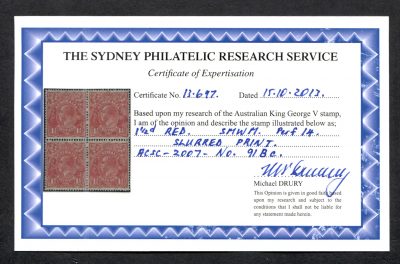 THE SYDNEY PHILATELIC RESEARCH SERVICE
Certificate of Expertisation
Certificate No. 13.697. Dated 15.10.2013.
Based upon my research of the Australian King George V stamp,
I am of the opinion and describe the stamp illustrated below as;
1½d RED. SMWM. Perf 14.
SLURRED PRINT.
ACSC-2007- No. 91Bc.
Michael DRURY
This Opinion is given in good faith based
upon my research and subject to the
conditions that I shall not be liable for
any statement made herein.